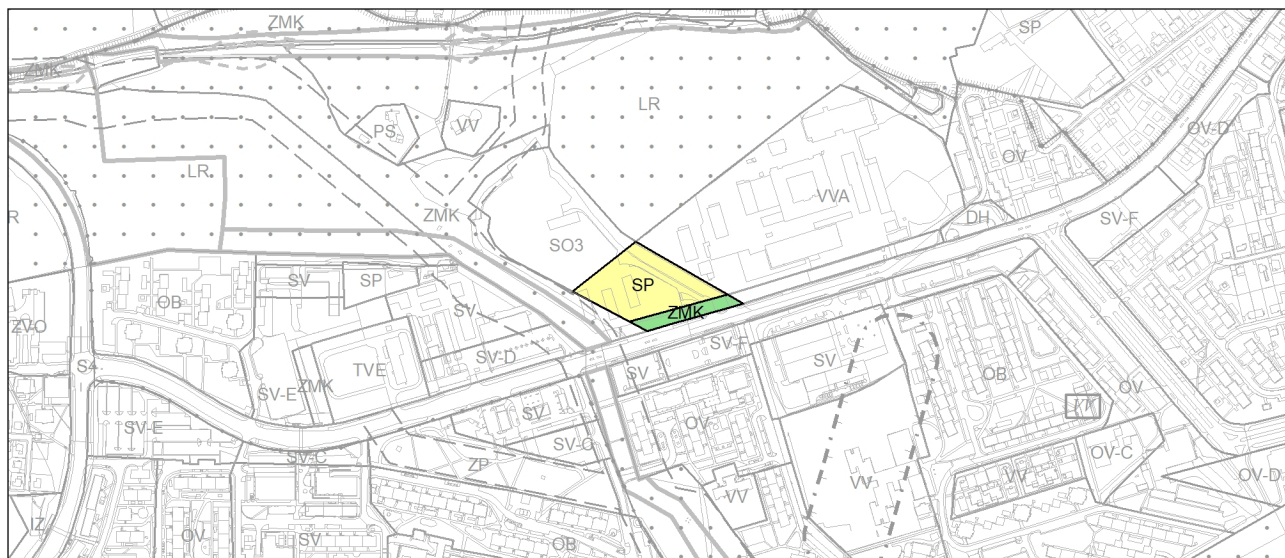 ZMK
SP
ZMK
LR
PS
VV
OV-D
OV
LR
R
ZMK
VVA
DH
SV-F
SO3
SV
SP
SP
OB
SV
ZVO
ZMK
S4
TVE
SV-D
SV-F
SV
SV
OB
SV-E
ZMK
OV
SV
SV-E
OV
SV-C
SV-C
ZP
OV-C
VV
VV
VV
OV-D
IZ
OV
SV
OB